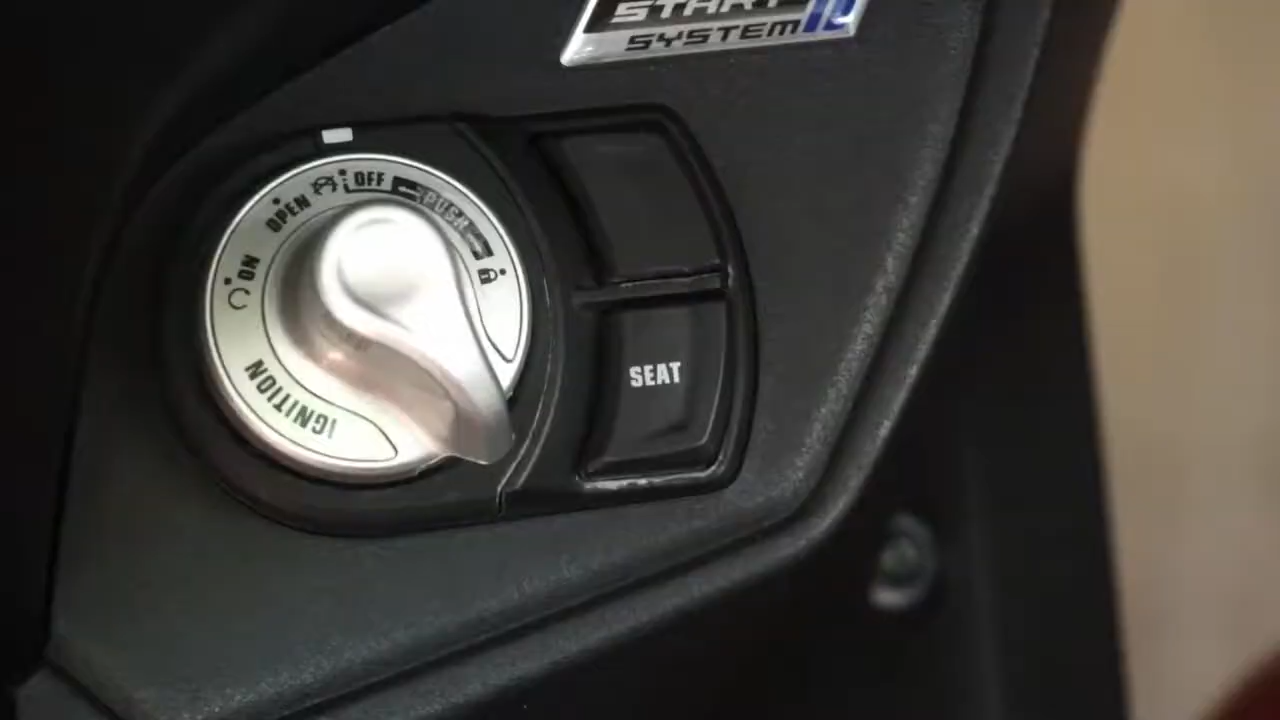 START
SYSTEM
OFF
PUSH
OPEN
ON
IGNITION
SEAT